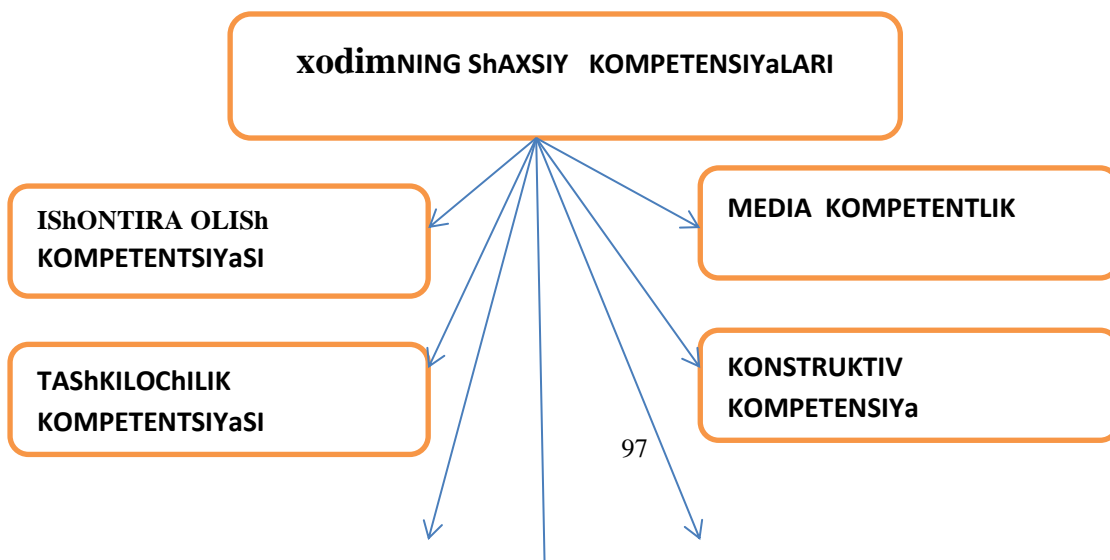 xodimNING ShAXSIY KOMPETENSIYaLARI
IShONTIRA OLISh
KOMPETENTSIYaSI
MEDIA KOMPETENTLIK
TAShKILOChILIK
KOMPETENTSIYaSI
KONSTRUKTIV
KOMPETENSIYa
97